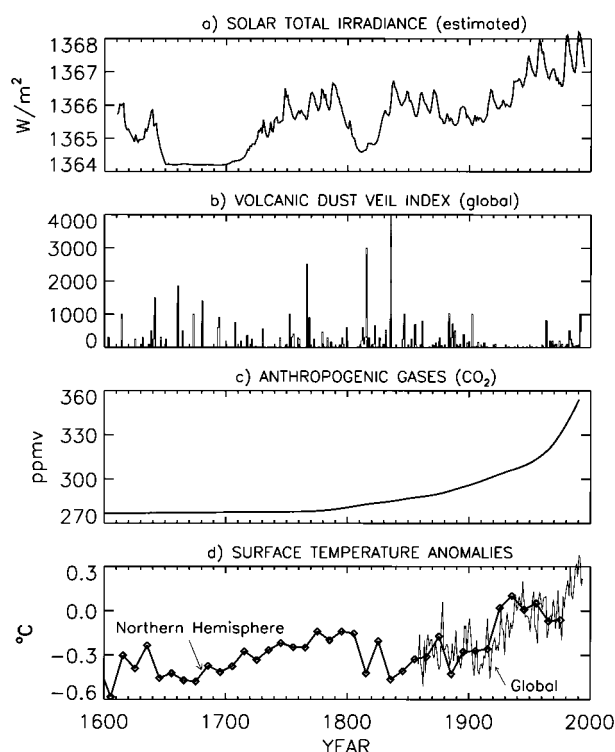 a) SOLAR TOTAL IRRADIANCE (estimated)
1368
1367
1366
1365
1364
W/m²
b) VOLCANIC DUST VEIL INDEX (global)
4000
3000
2000
1000
0
c) ANTHROPOGENIC GASES (CO₂)
360
330
300
270
ppmv
d) SURFACE TEMPERATURE ANOMALIES
0.3
0.0
-0.3
-0.6
°C
Northern Hemisphere
Global
1600 1700 1800 1900 2000
YEAR